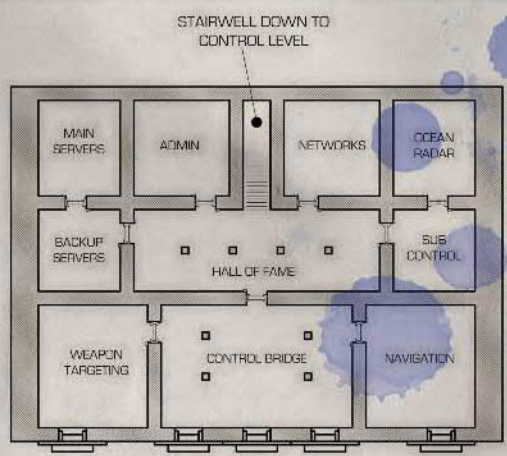 STAIRWELL DOWN TO
CONTROL LEVEL
MAIN
SERVERS
ADMIN
NETWORKS
OCEAN
RADAR
BACKUP
SERVERS
HALL OF FAME
SUB
CONTROL
WEAPON
TARGETING
CONTROL BRIDGE
NAVIGATION